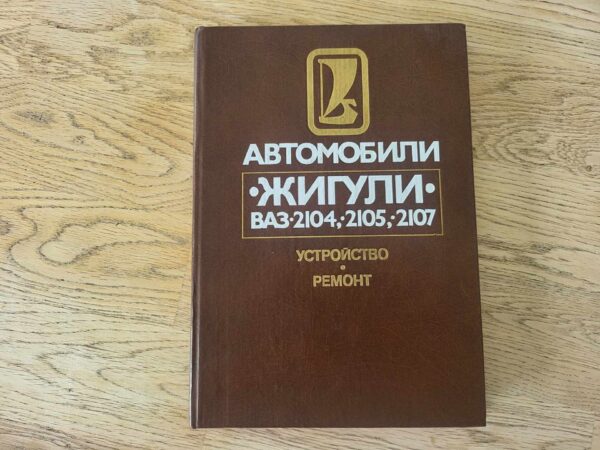 АВТОМОБИЛИ
•ЖИГУЛИ•
ВАЗ-2104,-2105,-2107
УСТРОЙСТВО
•
РЕМОНТ